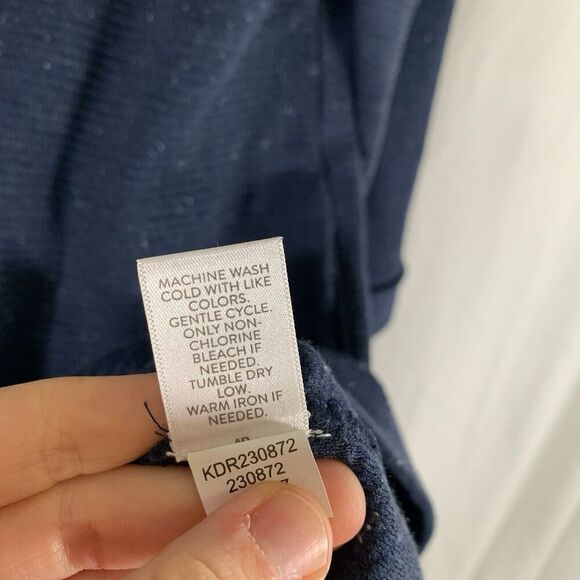 MACHINE WASH
COLD WITH LIKE
COLORS.
GENTLE CYCLE.
ONLY NON-
CHLORINE
BLEACH IF
NEEDED.
TUMBLE DRY
LOW.
WARM IRON IF
NEEDED.
KDR230872
230872